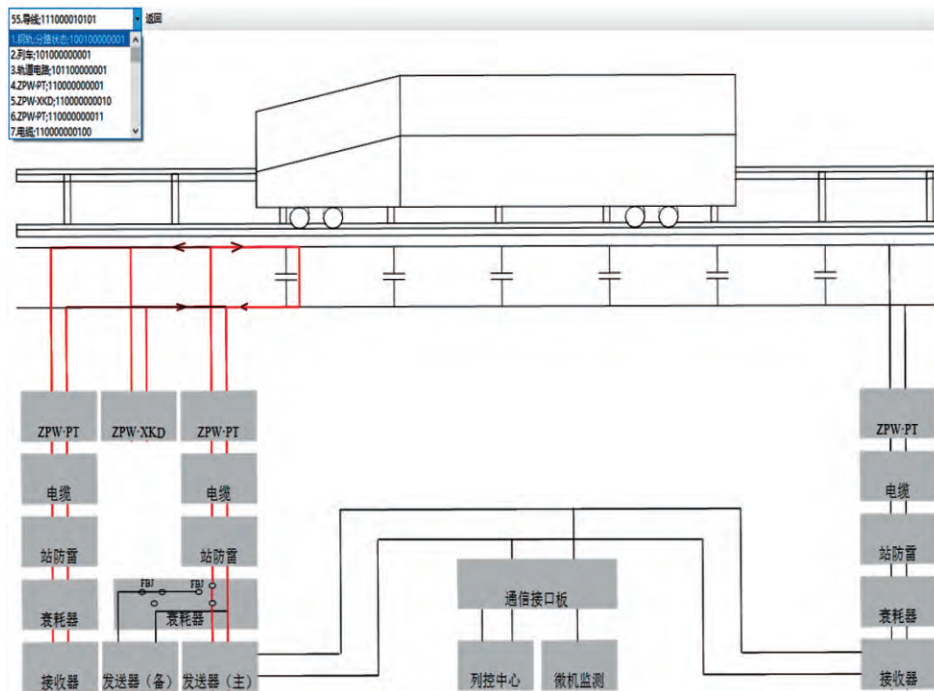 55.导线;111000010101
返回
1.钢轨:分路状态:100100000001
2.列车;101000000001
3.轨道电路;101100000001
4.ZPW-PT;110000000001
5.ZPW-XKD;110000000010
6.ZPW-PT;110000000011
7.电缆;110000000100
ZPW·PT ZPW·XKD ZPW·PT ZPW·PT
电缆 电缆 电缆
站防雷 站防雷 站防雷
FBJ FBJ
衰耗器 衰耗器 通信接口板 衰耗器
接收器 发送器（备） 发送器（主） 列控中心 微机监测 接收器